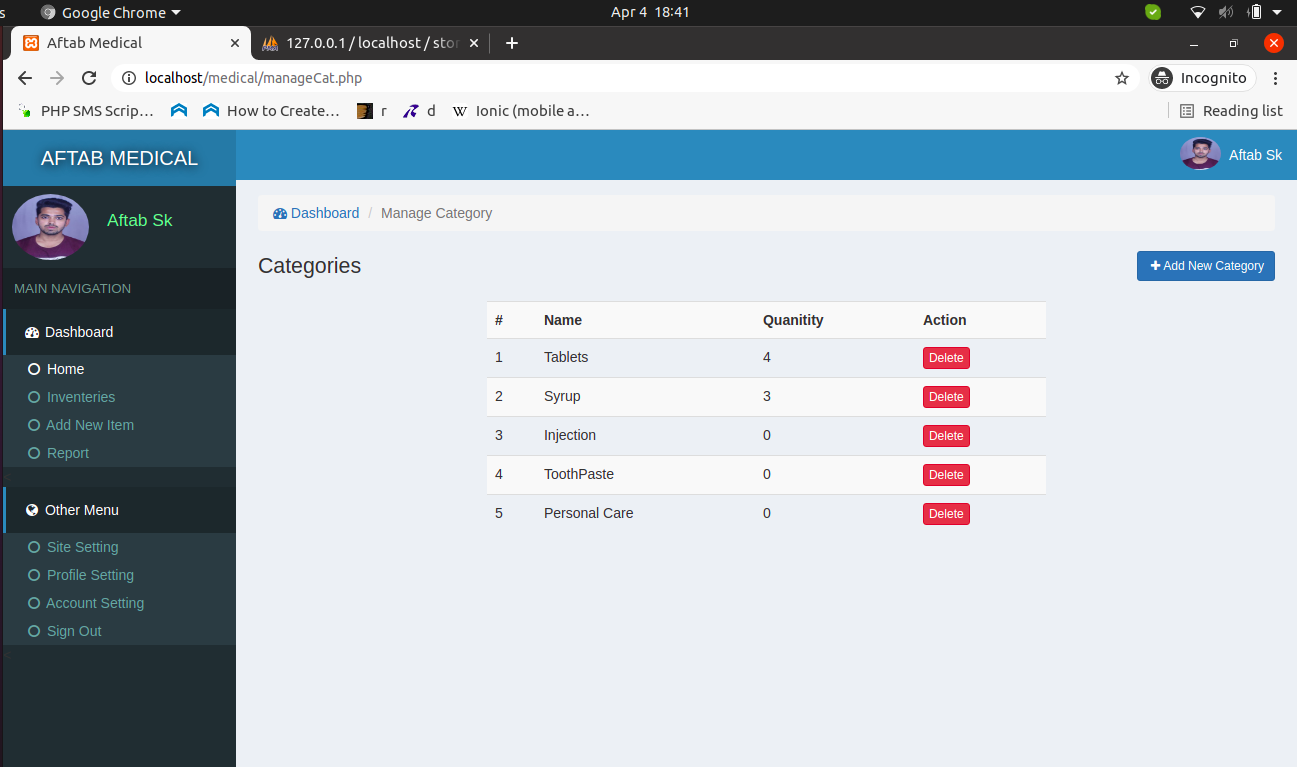 s Google Chrome Apr 4 18:41
Aftab Medical 127.0.0.1 / localhost / stor
localhost/medical/manageCat.php Incognito
PHP SMS Scrip… How to Create… r d W Ionic (mobile a… Reading list
AFTAB MEDICAL Aftab Sk
Aftab Sk
Dashboard / Manage Category
Categories + Add New Category
MAIN NAVIGATION
Dashboard
Home
Inventeries
Add New Item
Report
Other Menu
Site Setting
Profile Setting
Account Setting
Sign Out
# Name Quanitity Action
1 Tablets 4 Delete
2 Syrup 3 Delete
3 Injection 0 Delete
4 ToothPaste 0 Delete
5 Personal Care 0 Delete